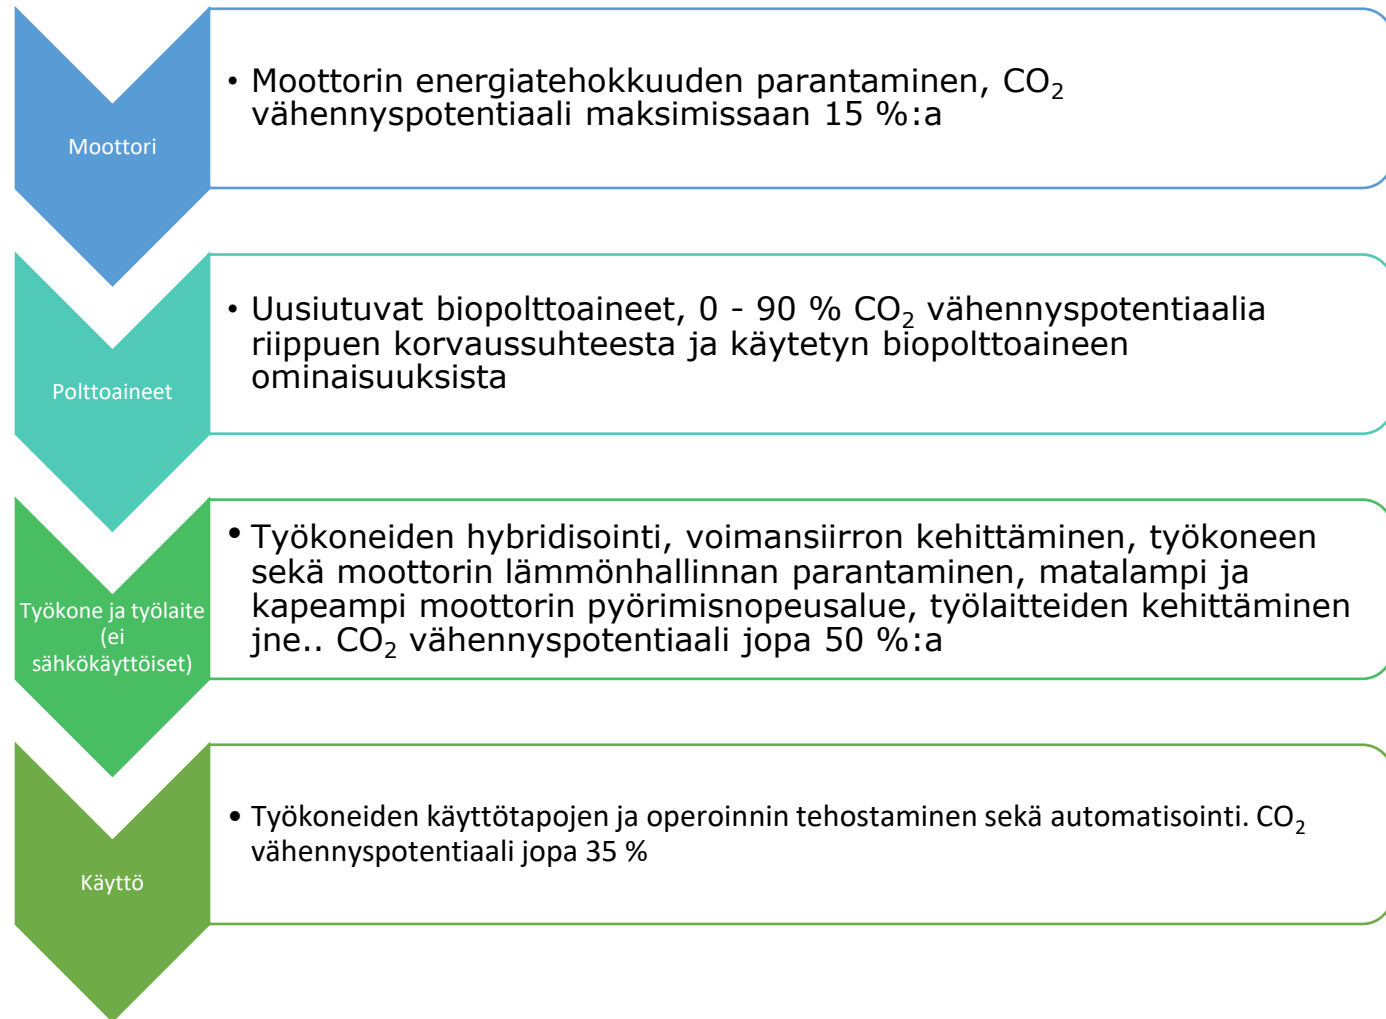 Moottori
• Moottorin energiatehokkuuden parantaminen, CO₂
vähennyspotentiaali maksimissaan 15 %:a
Polttoaineet
• Uusiutuvat biopolttoaineet, 0 - 90 % CO₂ vähennyspotentiaalia
riippuen korvaussuhteesta ja käytetyn biopolttoaineen
ominaisuuksista
Työkone ja työlaite
(ei
sähkökäyttöiset)
• Työkoneiden hybridisointi, voimansiirron kehittäminen, työkoneen
sekä moottorin lämmönhallinnan parantaminen, matalampi ja
kapeampi moottorin pyörimisnopeusalue, työlaitteiden kehittäminen
jne.. CO₂ vähennyspotentiaali jopa 50 %:a
Käyttö
• Työkoneiden käyttötapojen ja operoinnin tehostaminen sekä automatisointi. CO₂
vähennyspotentiaali jopa 35 %